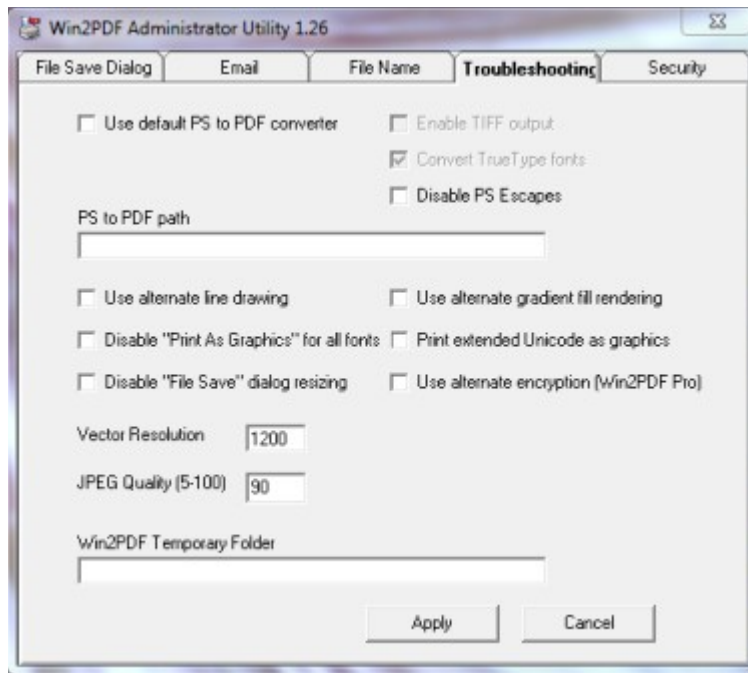 Win2PDF Administrator Utility 1.26
File Save Dialog Email File Name Troubleshooting Security
Use default PS to PDF converter Enable TIFF output
Convert TrueType fonts
Disable PS Escapes
PS to PDF path
Use alternate line drawing Use alternate gradient fill rendering
Disable "Print As Graphics" for all fonts Print extended Unicode as graphics
Disable "File Save" dialog resizing Use alternate encryption (Win2PDF Pro)
Vector Resolution 1200
JPEG Quality (5-100) 90
Win2PDF Temporary Folder
Apply Cancel